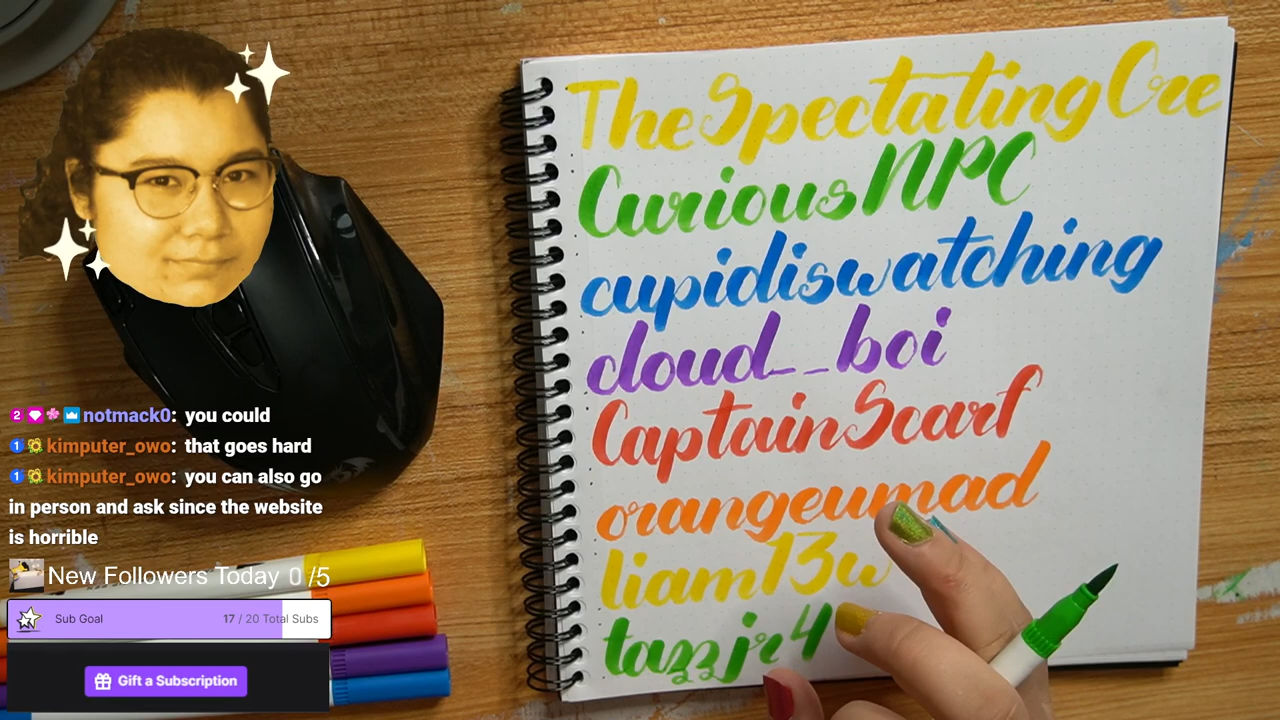 TheSpectatingCre
CuriousNPC
cupidiswatching
cloud__boi
CaptainScarf
orangeumad
liam13w
tazzjr4
2 notmack0: you could
1 kimputer_owo: that goes hard
1 kimputer_owo: you can also go
in person and ask since the website
is horrible
New Followers Today 0 /5
Sub Goal 17 / 20 Total Subs
Gift a Subscription